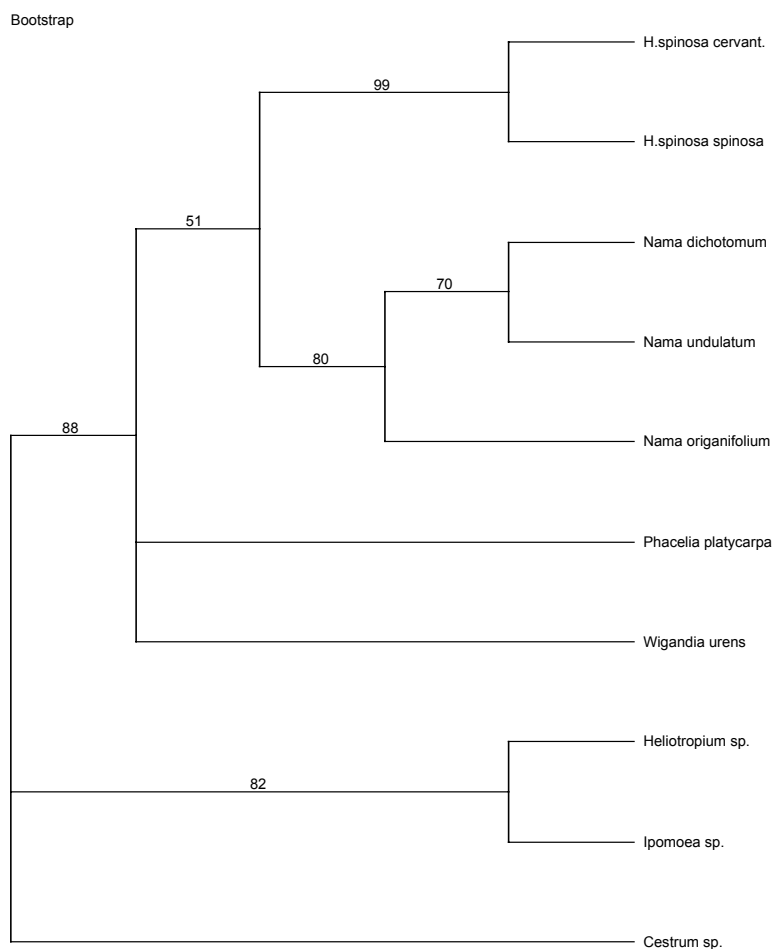 Bootstrap
H.spinosa cervant.
99
H.spinosa spinosa
51
Nama dichotomum
70
Nama undulatum
80
Nama origanifolium
88
Phacelia platycarpa
Wigandia urens
Heliotropium sp.
82
Ipomoea sp.
Cestrum sp.